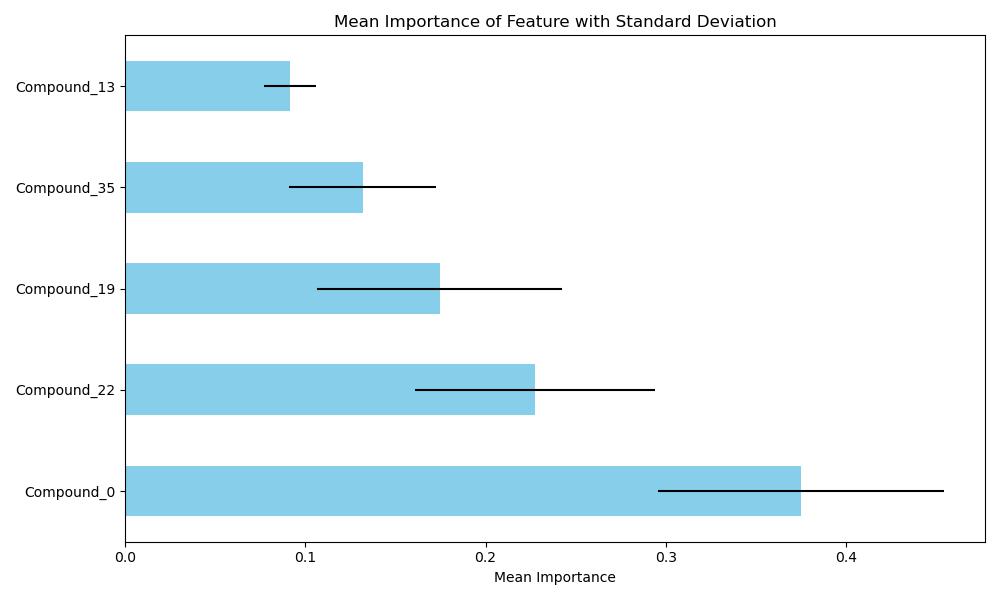 Mean Importance of Feature with Standard Deviation
Compound_13
Compound_35
Compound_19
Compound_22
Compound_0
0.0 0.1 0.2 0.3 0.4
Mean Importance